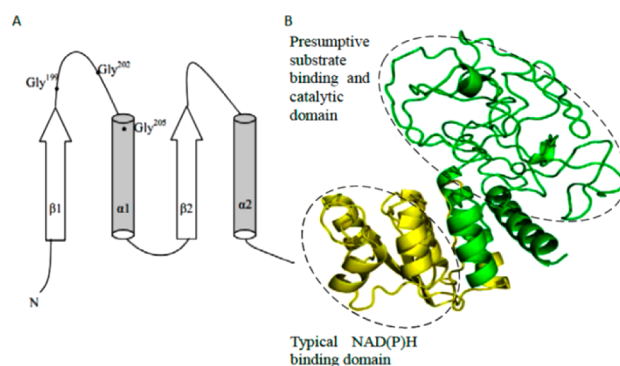 A
Gly199
Gly202
Gly205
β1
α1
β2
α2
N
B
Presumptive
substrate
binding and
catalytic
domain
Typical NAD(P)H
binding domain